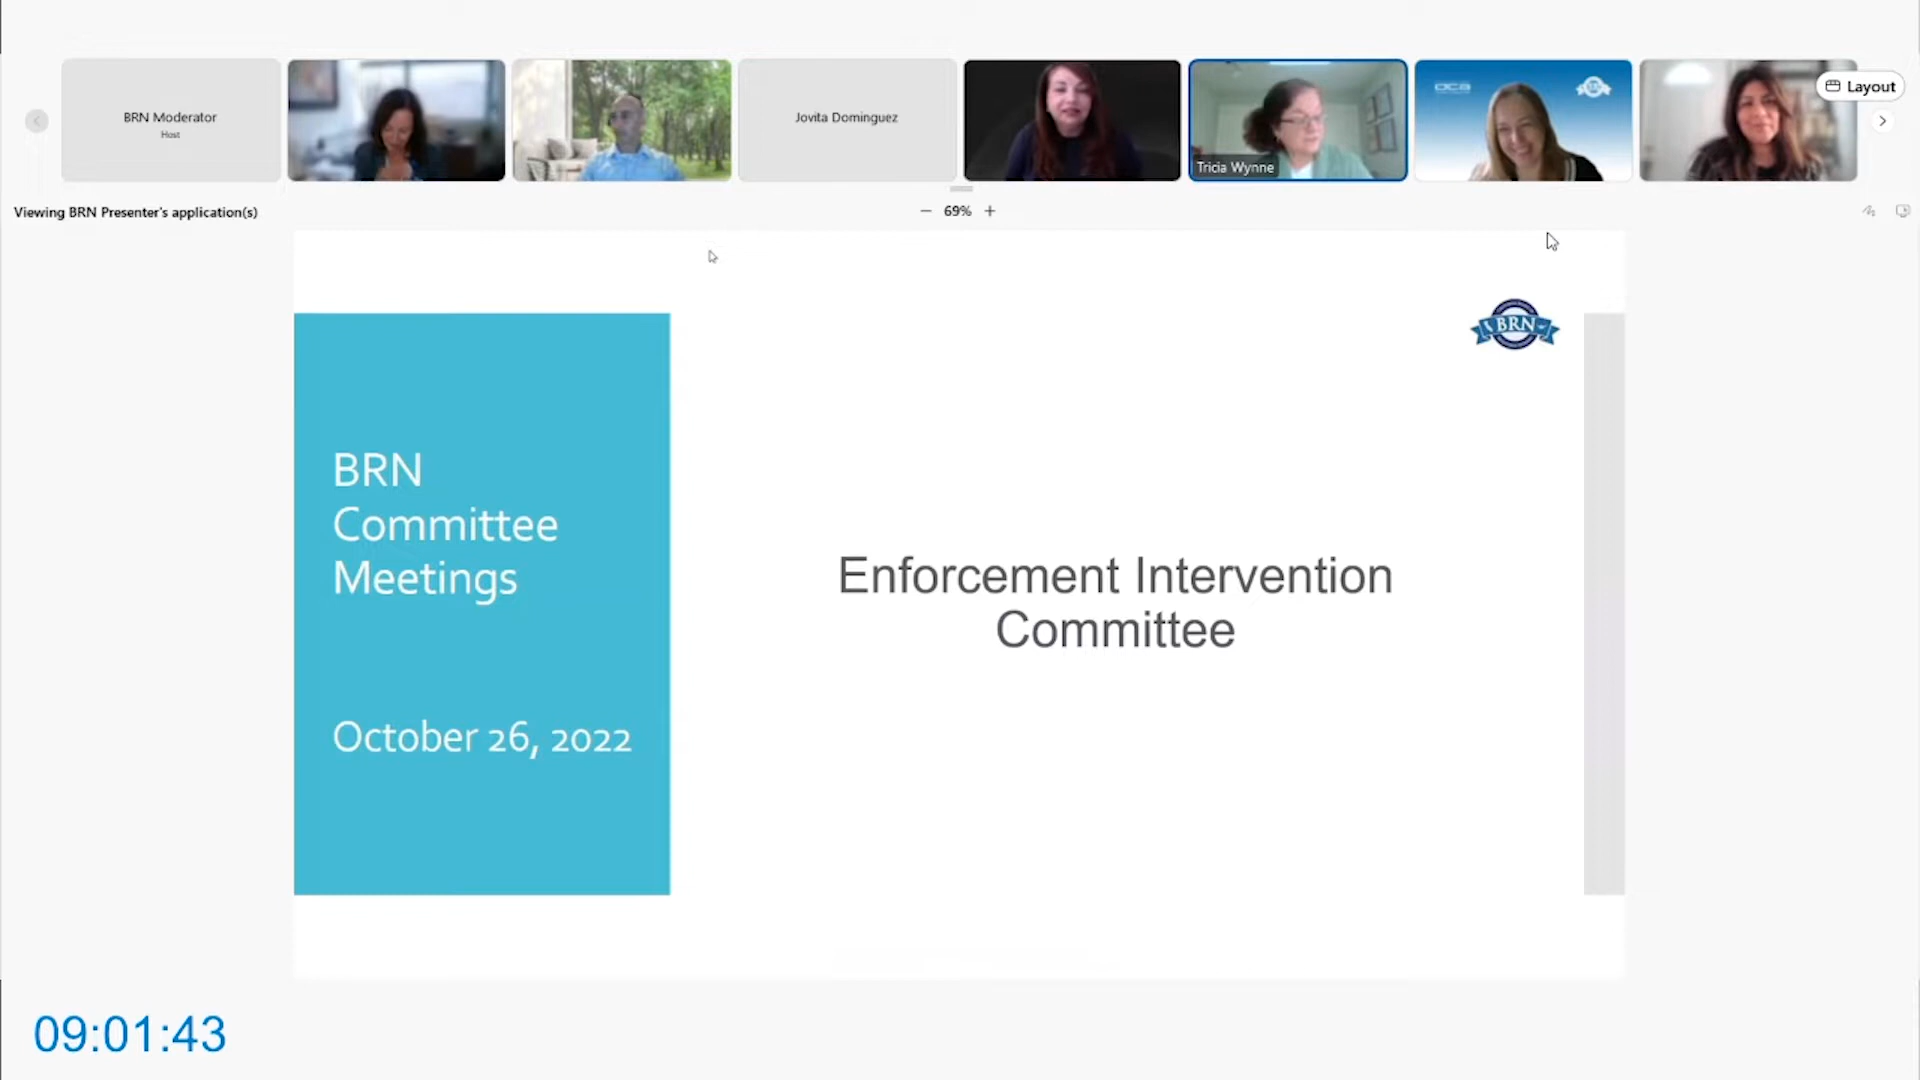 BRN Moderator
Host
Jovita Dominguez
Tricia Wynne
Layout
Viewing BRN Presenter's application(s)
69%
BRN
BRN
Committee
Meetings
October 26, 2022
Enforcement Intervention
Committee
09:01:43